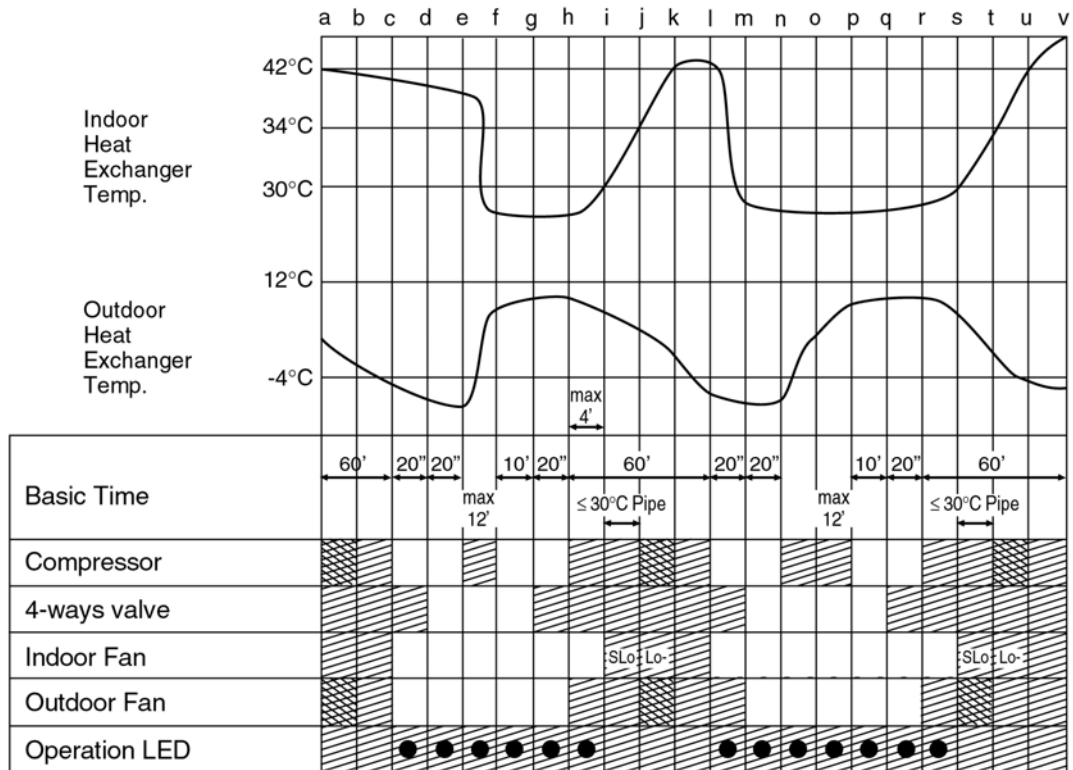 a b c d e f g h i j k l m n o p q r s t u v
42°C
Indoor
Heat
Exchanger
Temp.
34°C
30°C
12°C
Outdoor
Heat
Exchanger
Temp.
-4°C
max
4'
Basic Time
60' 20” 20” 10' 20” 60' 20” 20” 10' 20” 60'
max
12'
≤ 30°C Pipe
max
12'
≤ 30°C Pipe
Compressor
4-ways valve
Indoor Fan
SLo Lo- SLo Lo-
Outdoor Fan
Operation LED